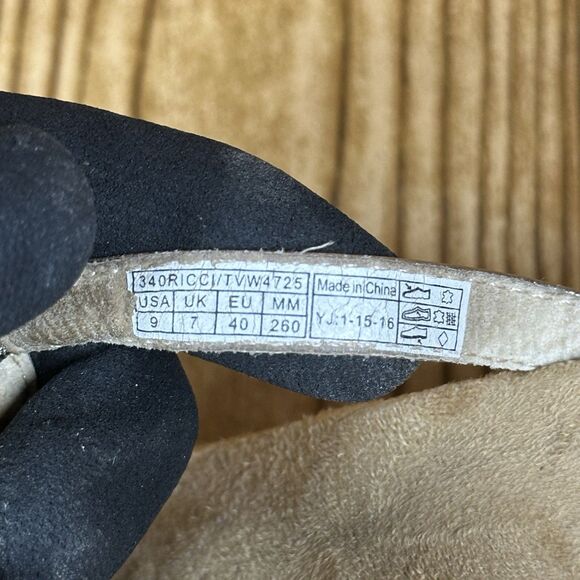 340RICCI/TVW4725
USA UK EU MM
9 7 40 260
Made in China
YJ:1-15-16